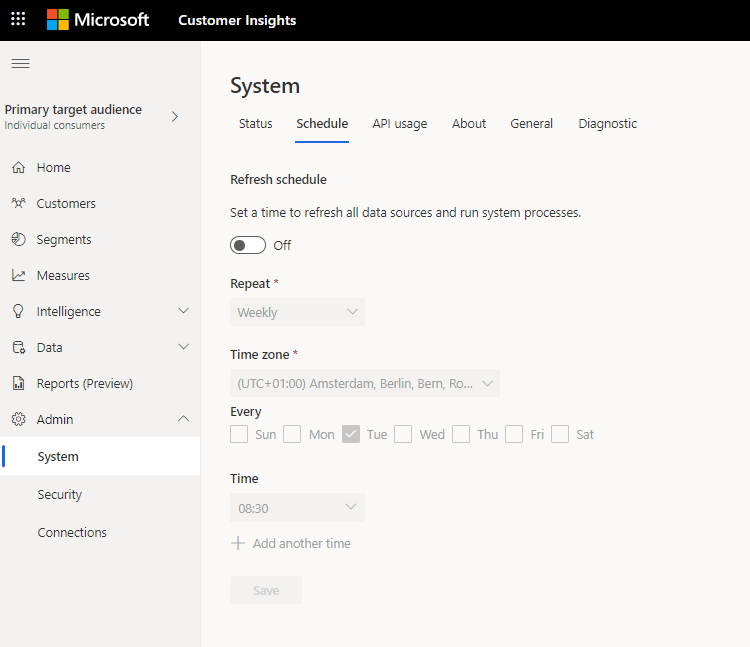 Microsoft Customer Insights
Primary target audience
Individual consumers
Home
Customers
Segments
Measures
Intelligence
Data
Reports (Preview)
Admin
System
Security
Connections
System
Status Schedule API usage About General Diagnostic
Refresh schedule
Set a time to refresh all data sources and run system processes.
Off
Repeat *
Weekly
Time zone *
(UTC+01:00) Amsterdam, Berlin, Bern, Ro...
Every
Sun Mon Tue Wed Thu Fri Sat
Time
08:30
Add another time
Save